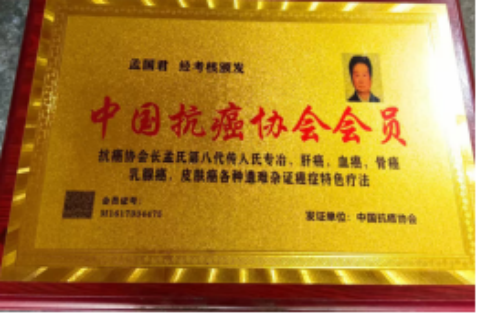 孟国君 经考核颁发
中国抗癌协会会员
抗癌协会长孟氏第八代传人氏专治、肝癌、血癌、骨癌
乳腺癌、皮肤癌各种遗难杂证癌症特色疗法
会员证号:
发证单位:中国抗癌协会